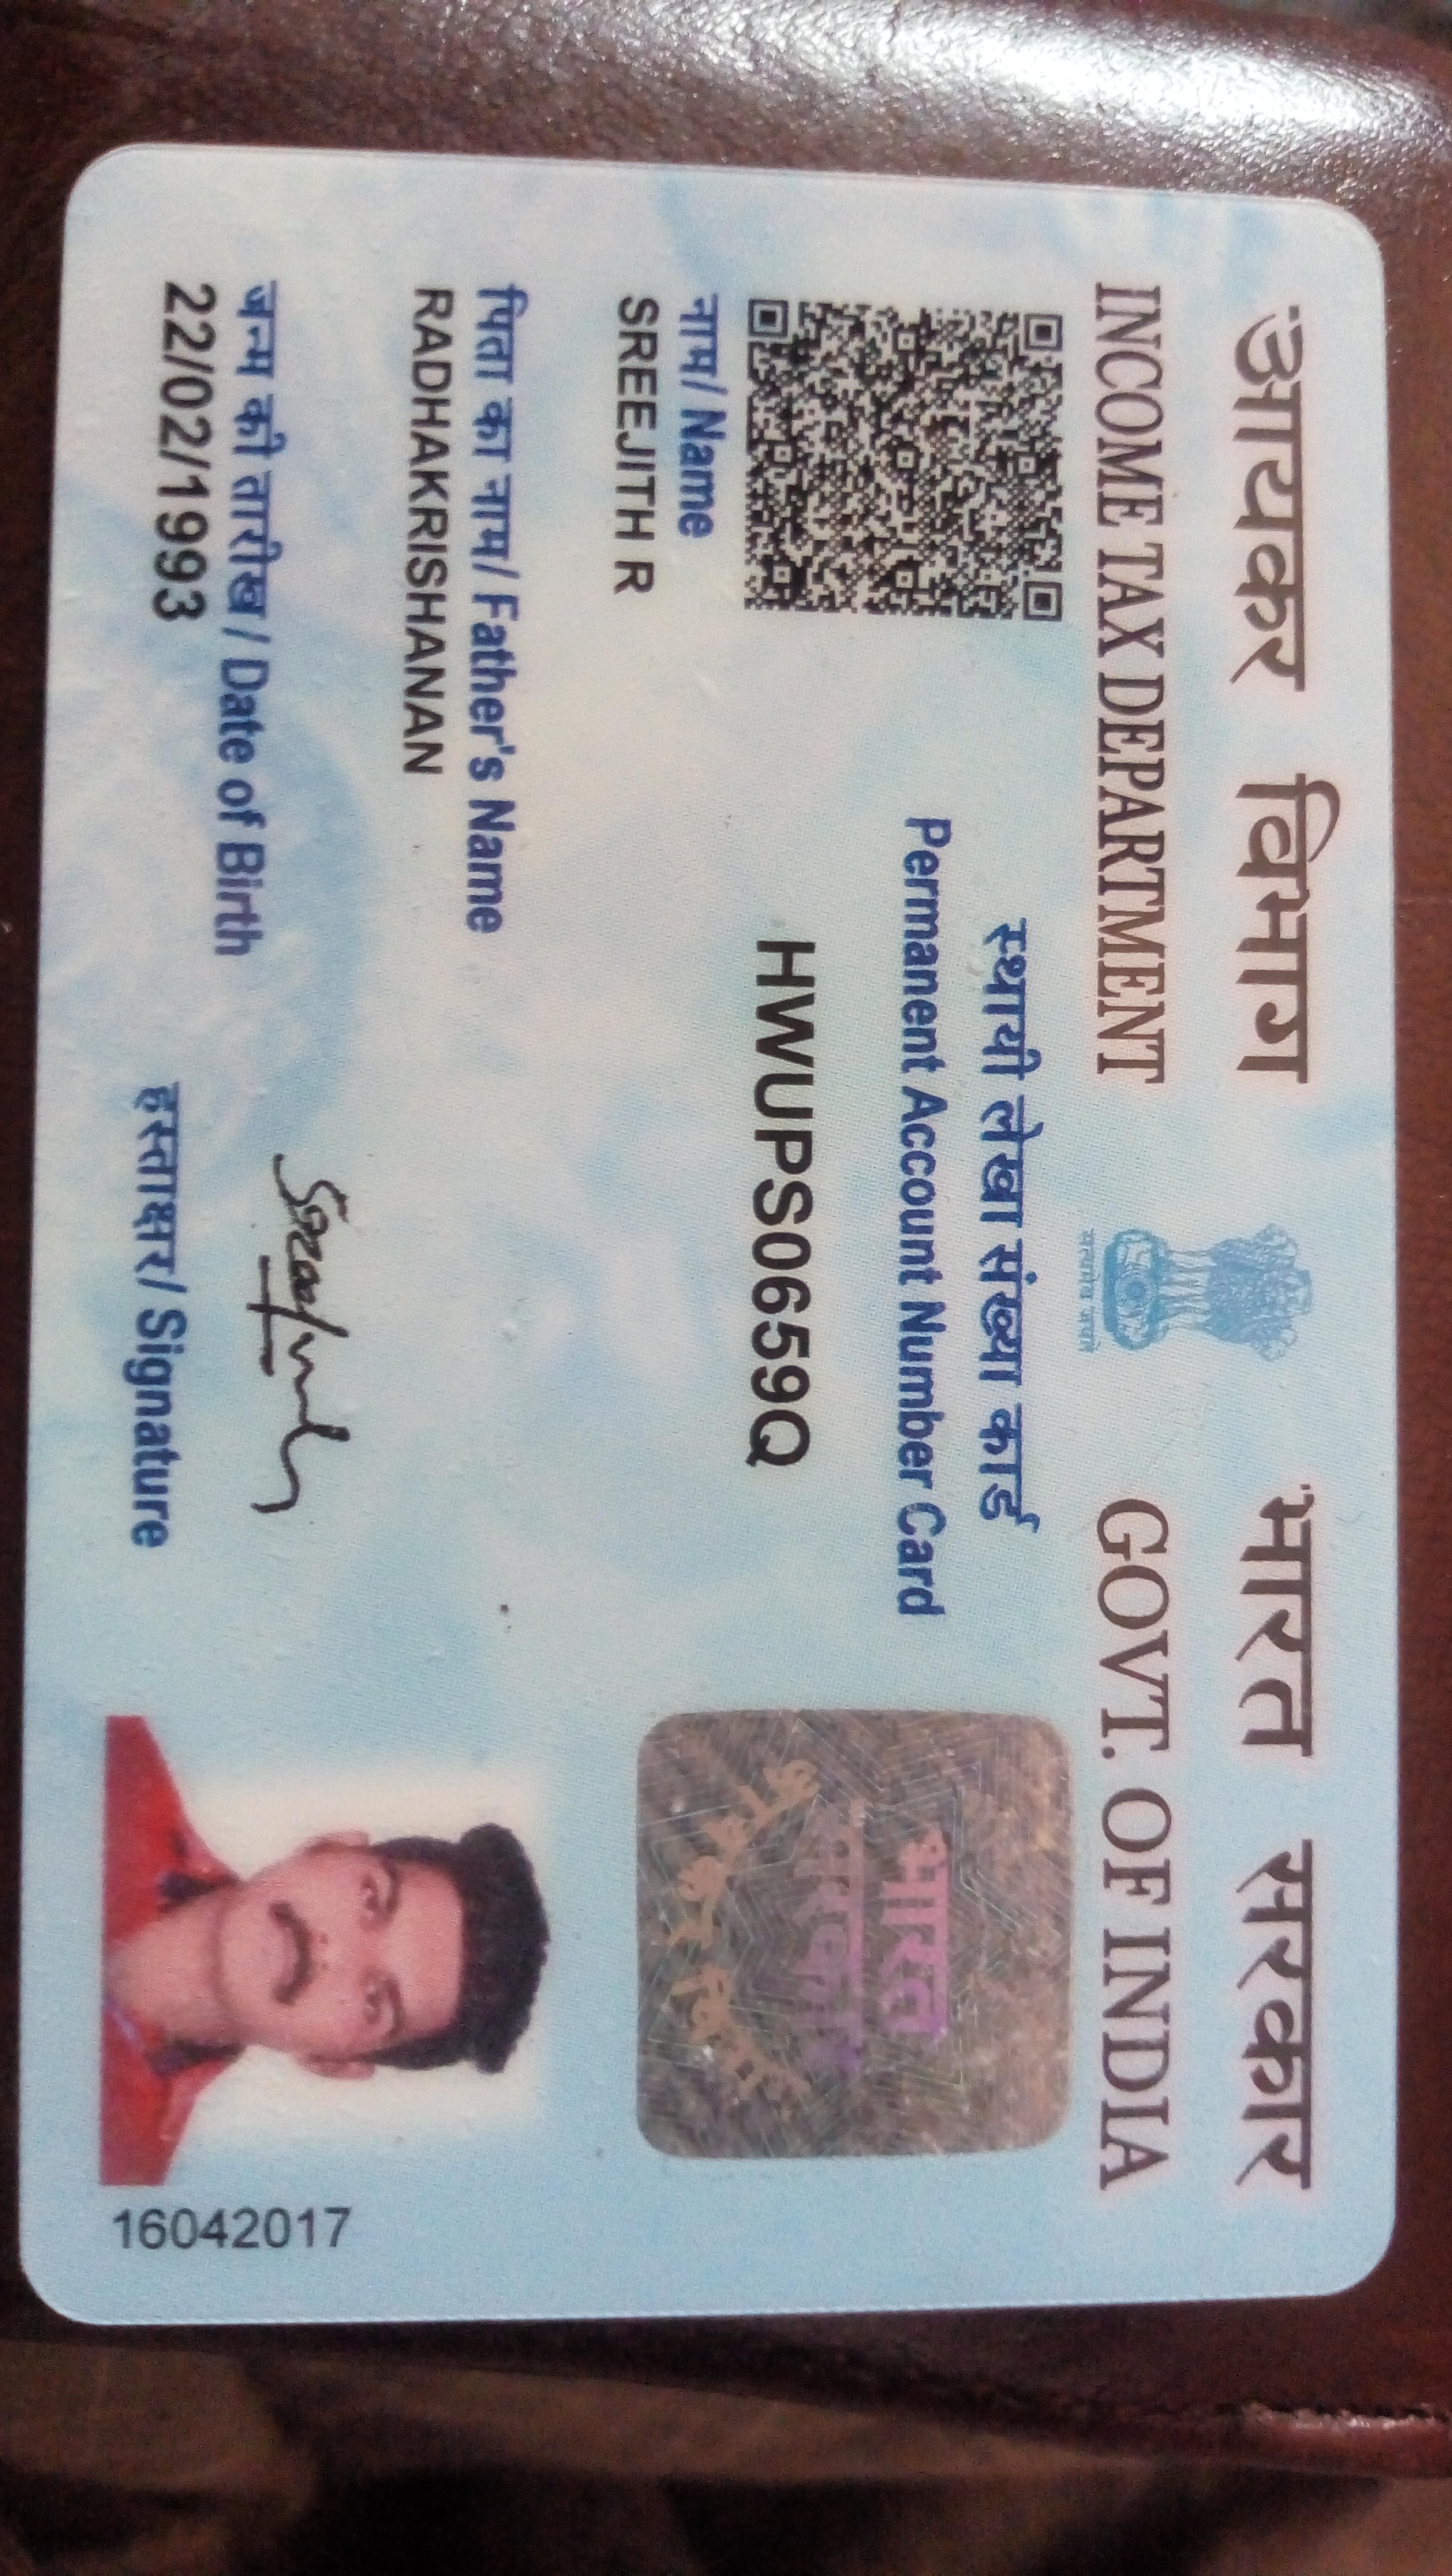 आयकर विभाग
INCOME TAX DEPARTMENT
सत्यमेव जयते
भारत सरकार
GOVT. OF INDIA
स्थायी लेखा संख्या कार्ड
Permanent Account Number Card
HWUPS0659Q
भारत
सरकार
आयकर विभाग
नाम/ Name
SREEJITH R
पिता का नाम/ Father's Name
RADHAKRISHANAN
जन्म की तारीख/ Date of Birth
22/02/1993
हस्ताक्षर/ Signature
16042017